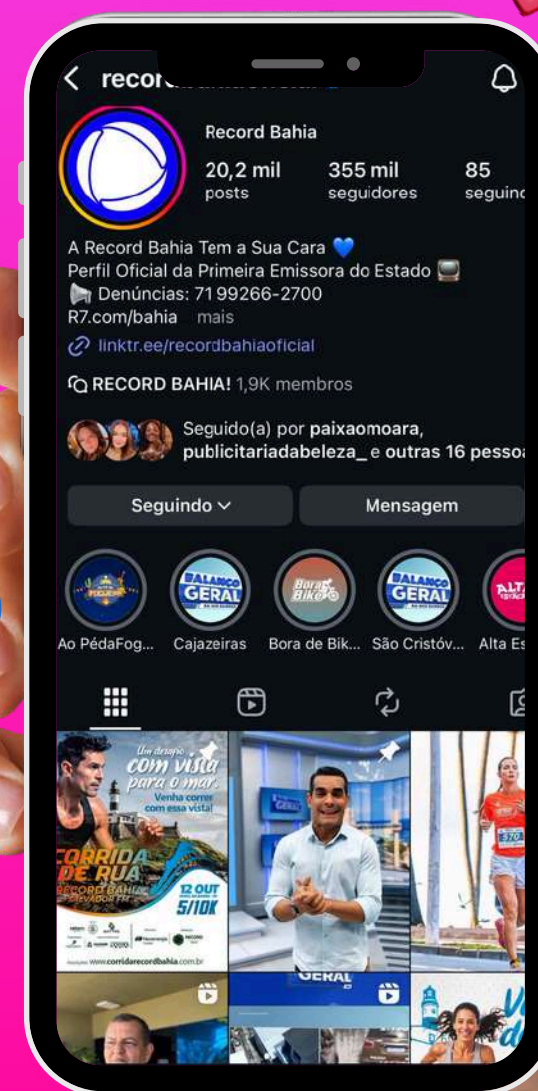 Record Bahia
20,2 mil 355 mil 85
posts seguidores
A Record Bahia Tem a Sua Cara 💙
Perfil Oficial da Primeira Emissora do Estado 📺
📢 Denúncias: 71 99266-2700
R7.com/bahia mais
linktr.ee/recordbahiaoficial
RECORD BAHIA! 1,9K membros
Seguido(a) por paixaomoara,
publicitariadabeleza_ e outras 16
Seguindo Mensagem
BALANÇO
GERAL
Bora
Bike
BALANÇO
GERAL
Ao PédaFog... Cajazeiras Bora de Bik... São Cristóv... Alta
Um desafio
com vista
para o mar.
Venha correr
com essa vista!
CORRIDA
DE RUA
RECORD BAHIA
SALVADOR FM
12 OUT
5/10K
www.corridarecordbahia.com.br
GERAL
570
GERAL